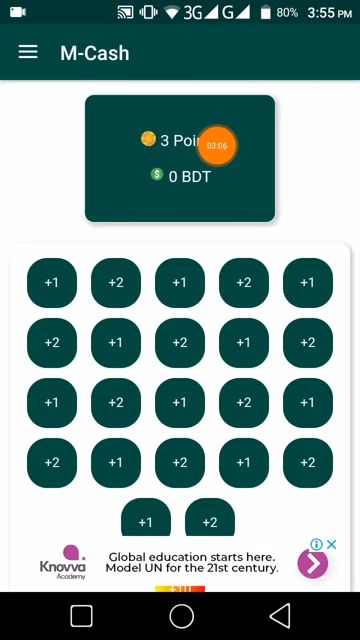 3G G 80% 3:55 PM
M-Cash
3 Poi
03:06
0 BDT
+1 +2 +1 +2 +1
+2 +1 +2 +1 +2
+1 +2 +1 +2 +1
+2 +1 +2 +1 +2
+1 +2
Knovva
Academy
Global education starts here.
Model UN for the 21st century.